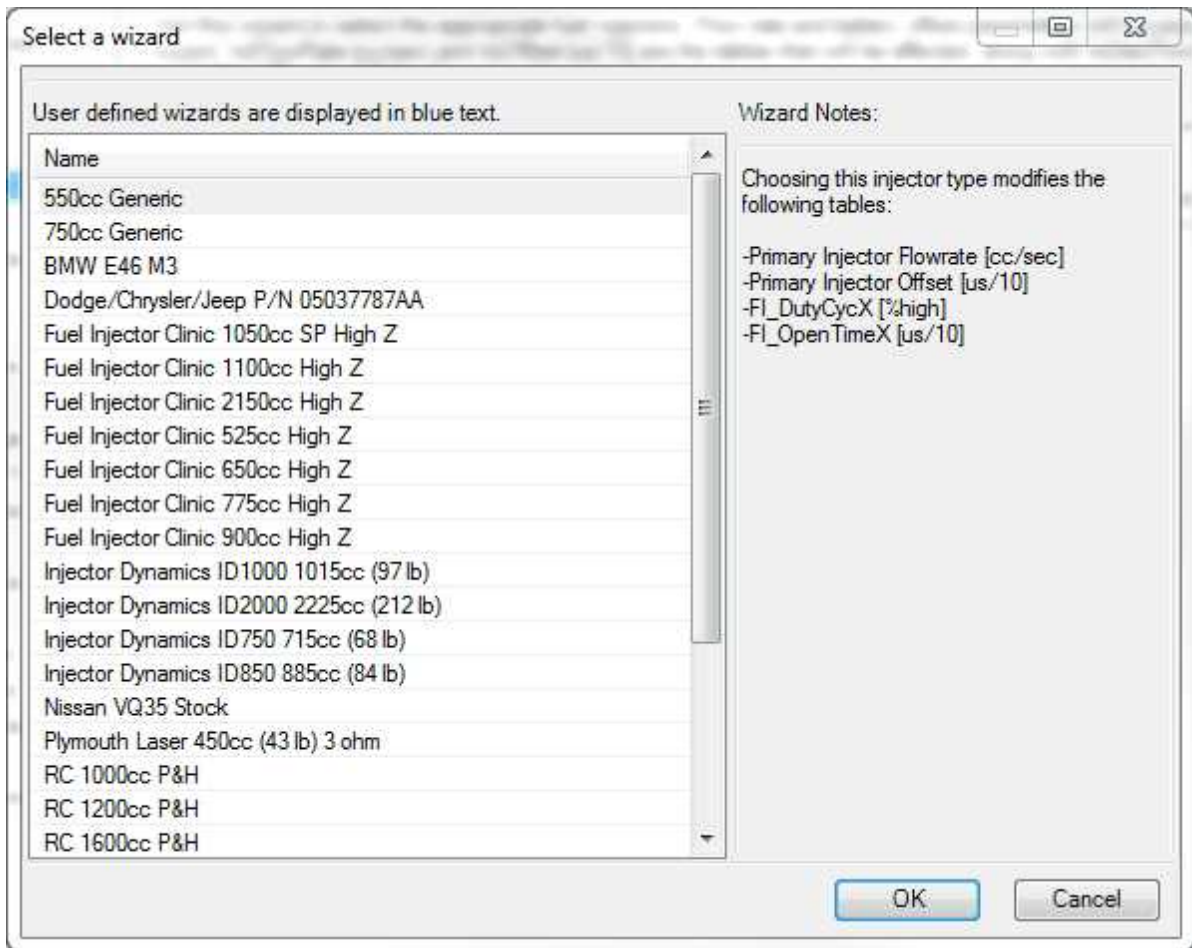 Select a wizard
User defined wizards are displayed in blue text.
Name
550cc Generic
750cc Generic
BMW E46 M3
Dodge/Chrysler/Jeep P/N 05037787AA
Fuel Injector Clinic 1050cc SP High Z
Fuel Injector Clinic 1100cc High Z
Fuel Injector Clinic 2150cc High Z
Fuel Injector Clinic 525cc High Z
Fuel Injector Clinic 650cc High Z
Fuel Injector Clinic 775cc High Z
Fuel Injector Clinic 900cc High Z
Injector Dynamics ID1000 1015cc (97 lb)
Injector Dynamics ID2000 2225cc (212 lb)
Injector Dynamics ID750 715cc (68 lb)
Injector Dynamics ID850 885cc (84 lb)
Nissan VQ35 Stock
Plymouth Laser 450cc (43 lb) 3 ohm
RC 1000cc P&H
RC 1200cc P&H
RC 1600cc P&H
Wizard Notes:
Choosing this injector type modifies the
following tables:
-Primary Injector Flowrate [cc/sec]
-Primary Injector Offset [us/10]
-FI_DutyCycX [%high]
-FI_OpenTimeX [us/10]
OK
Cancel